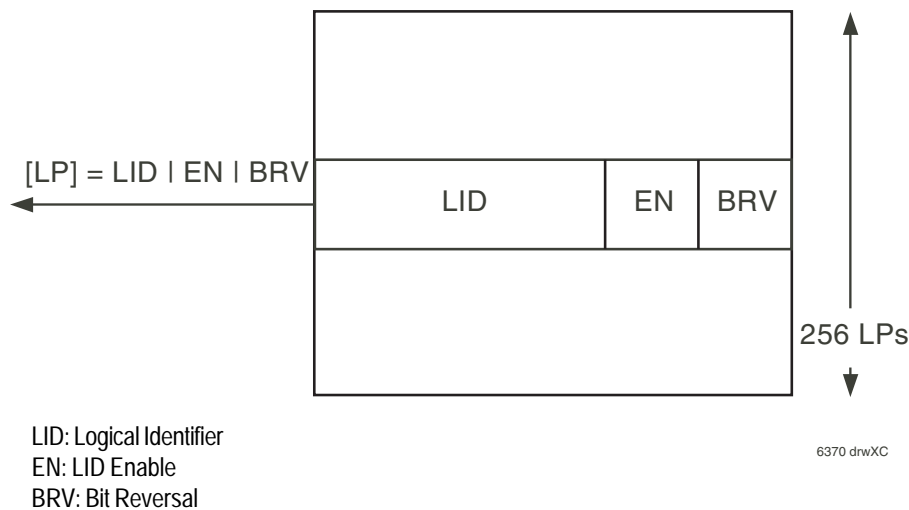 [LP] = LID | EN | BRV
LID
EN
BRV
256 LPs
LID: Logical Identifier
EN: LID Enable
BRV: Bit Reversal
6370 drwXC